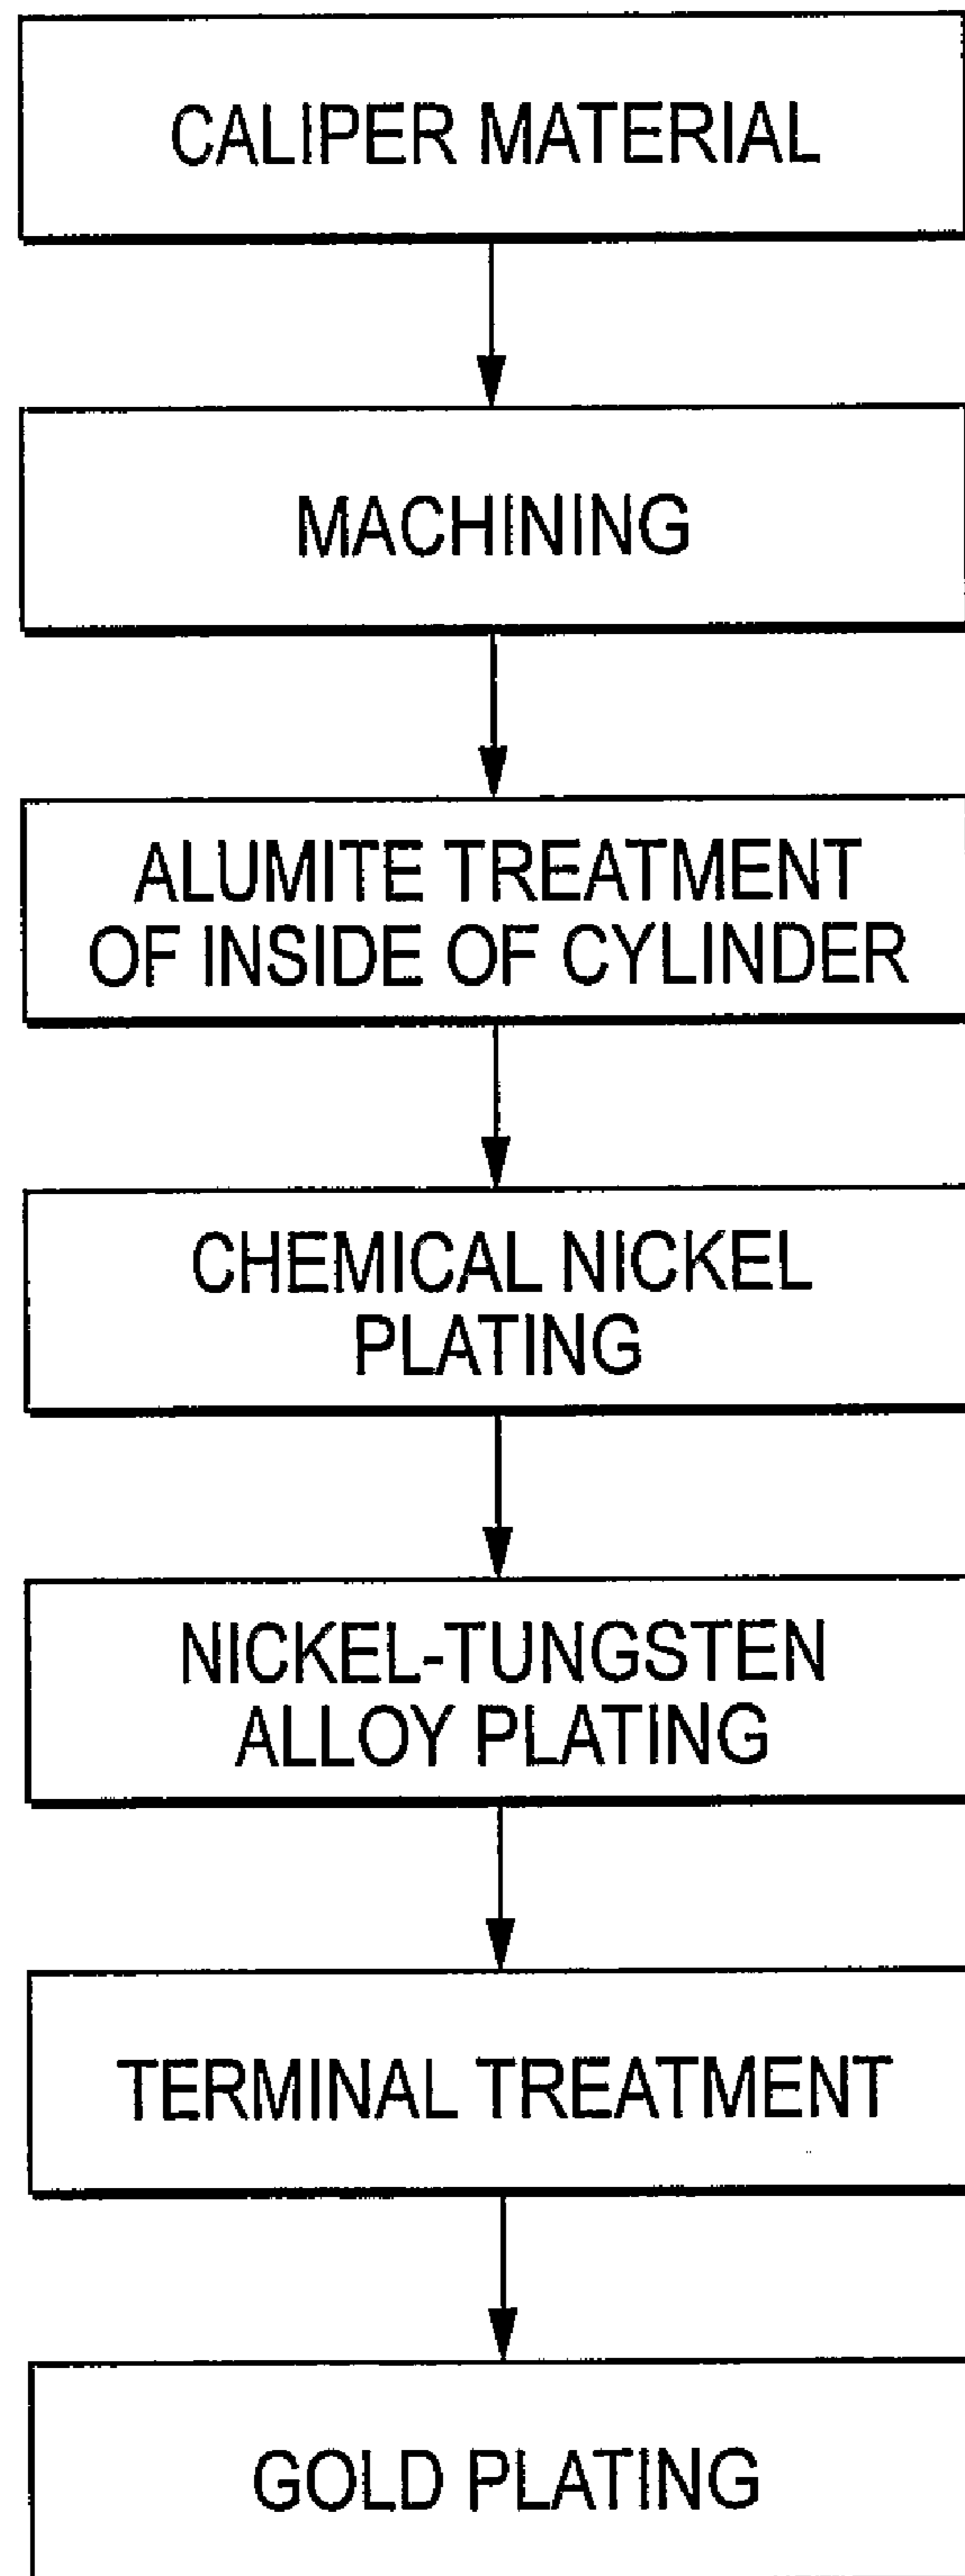 CALIPER MATERIAL
MACHINING
ALUMITE TREATMENT
OF INSIDE OF CYLINDER
CHEMICAL NICKEL
PLATING
NICKEL-TUNGSTEN
ALLOY PLATING
TERMINAL TREATMENT
GOLD PLATING